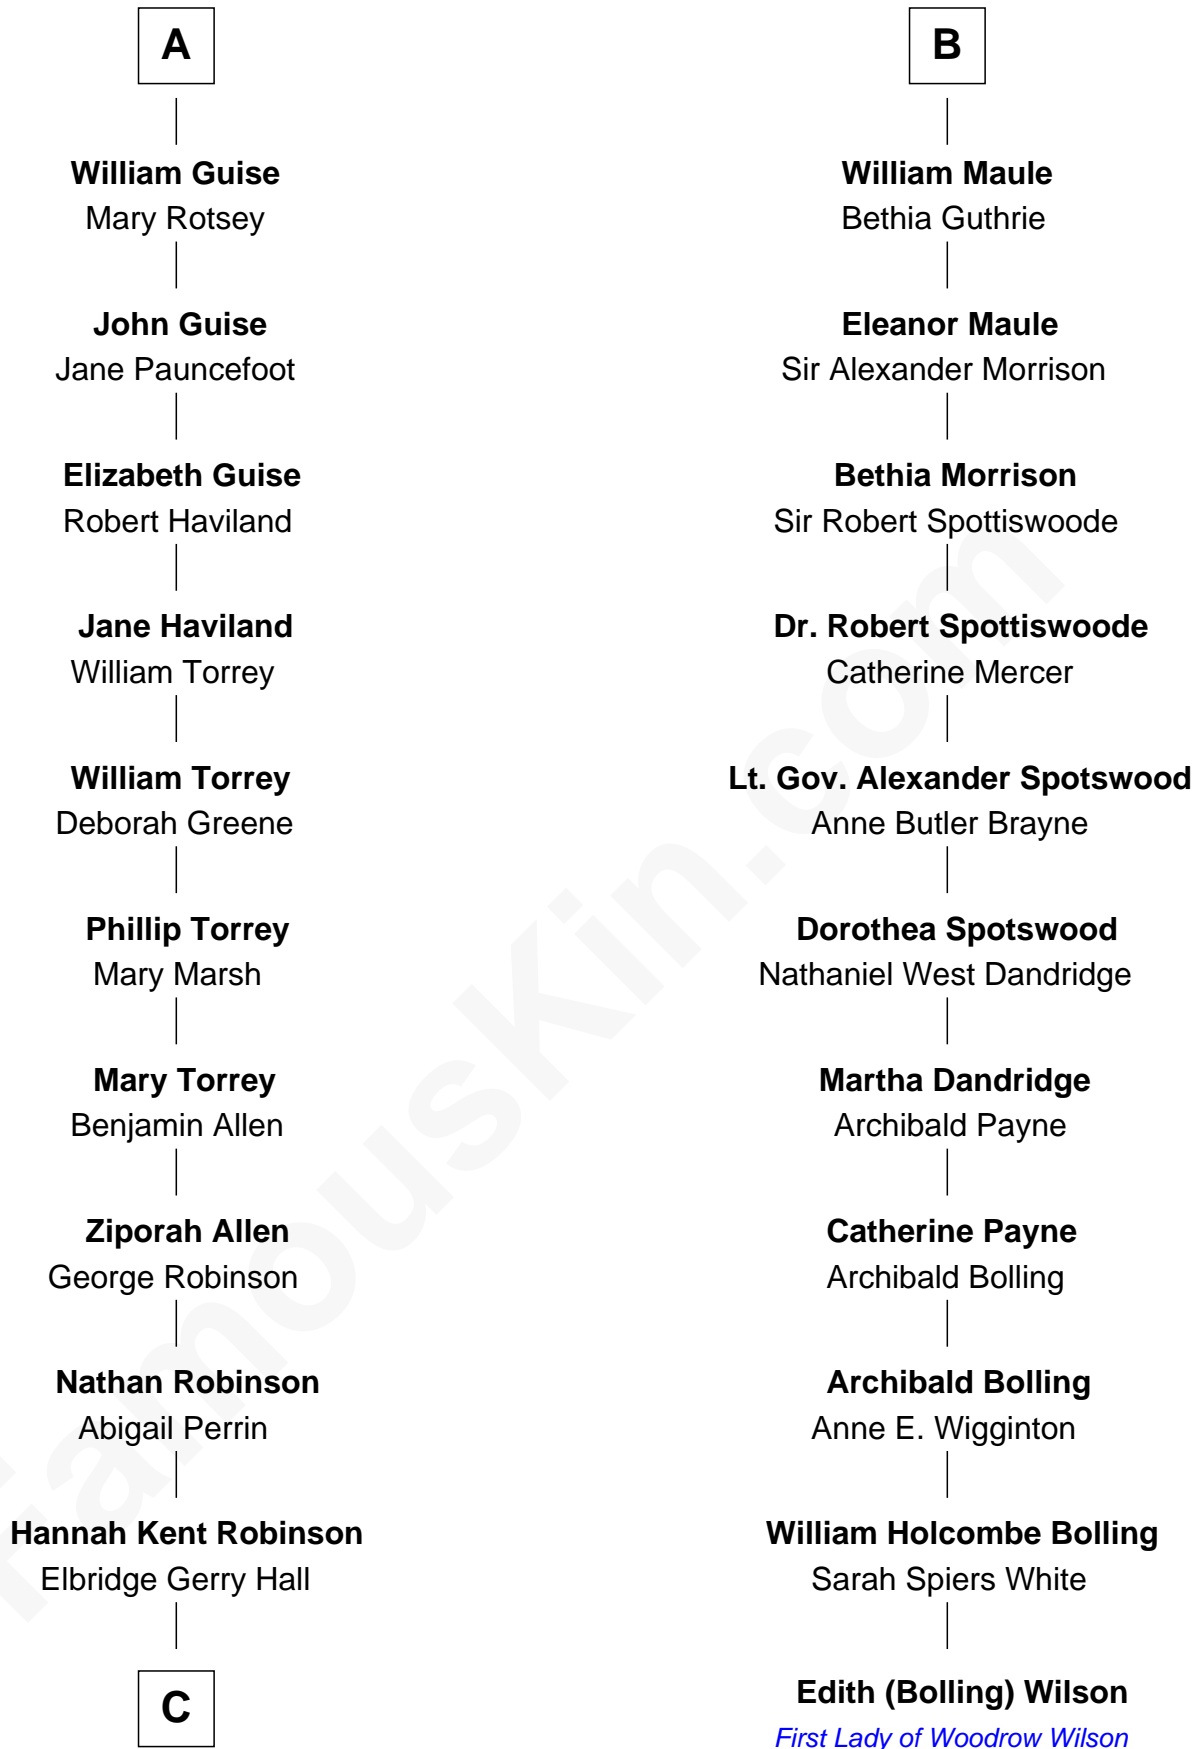 A
William Guise
Mary Rotsey
John Guise
Jane Pauncefoot
Elizabeth Guise
Robert Haviland
Jane Haviland
William Torrey
William Torrey
Deborah Greene
Phillip Torrey
Mary Marsh
Mary Torrey
Benjamin Allen
Ziporah Allen
George Robinson
Nathan Robinson
Abigail Perrin
Hannah Kent Robinson
Elbridge Gerry Hall
C
B
William Maule
Bethia Guthrie
Eleanor Maule
Sir Alexander Morrison
Bethia Morrison
Sir Robert Spottiswoode
Dr. Robert Spottiswoode
Catherine Mercer
Lt. Gov. Alexander Spotswood
Anne Butler Brayne
Dorothea Spotswood
Nathaniel West Dandridge
Martha Dandridge
Archibald Payne
Catherine Payne
Archibald Bolling
Archibald Bolling
Anne E. Wigginton
William Holcombe Bolling
Sarah Spiers White
Edith (Bolling) Wilson
First Lady of Woodrow Wilson
famouskin.com